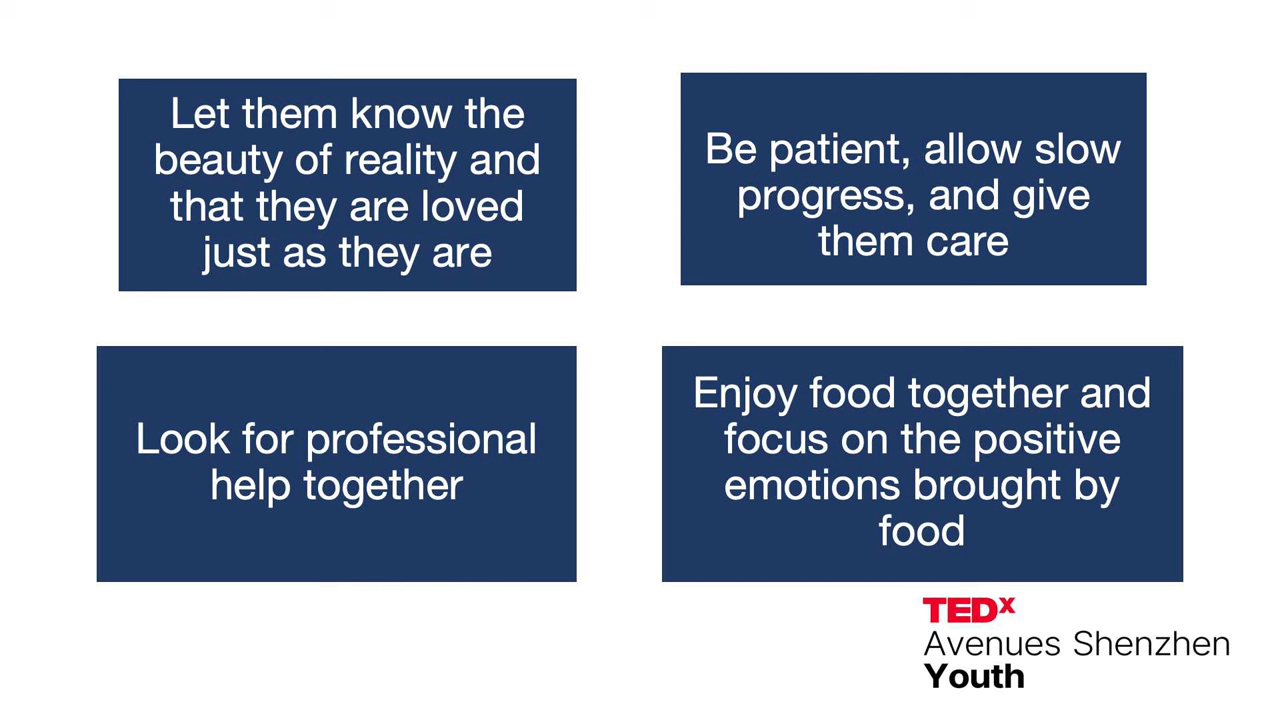 Let them know the
beauty of reality and
that they are loved
just as they are
Be patient, allow slow
progress, and give
them care
Look for professional
help together
Enjoy food together and
focus on the positive
emotions brought by
food
TEDx
Avenues Shenzhen
Youth